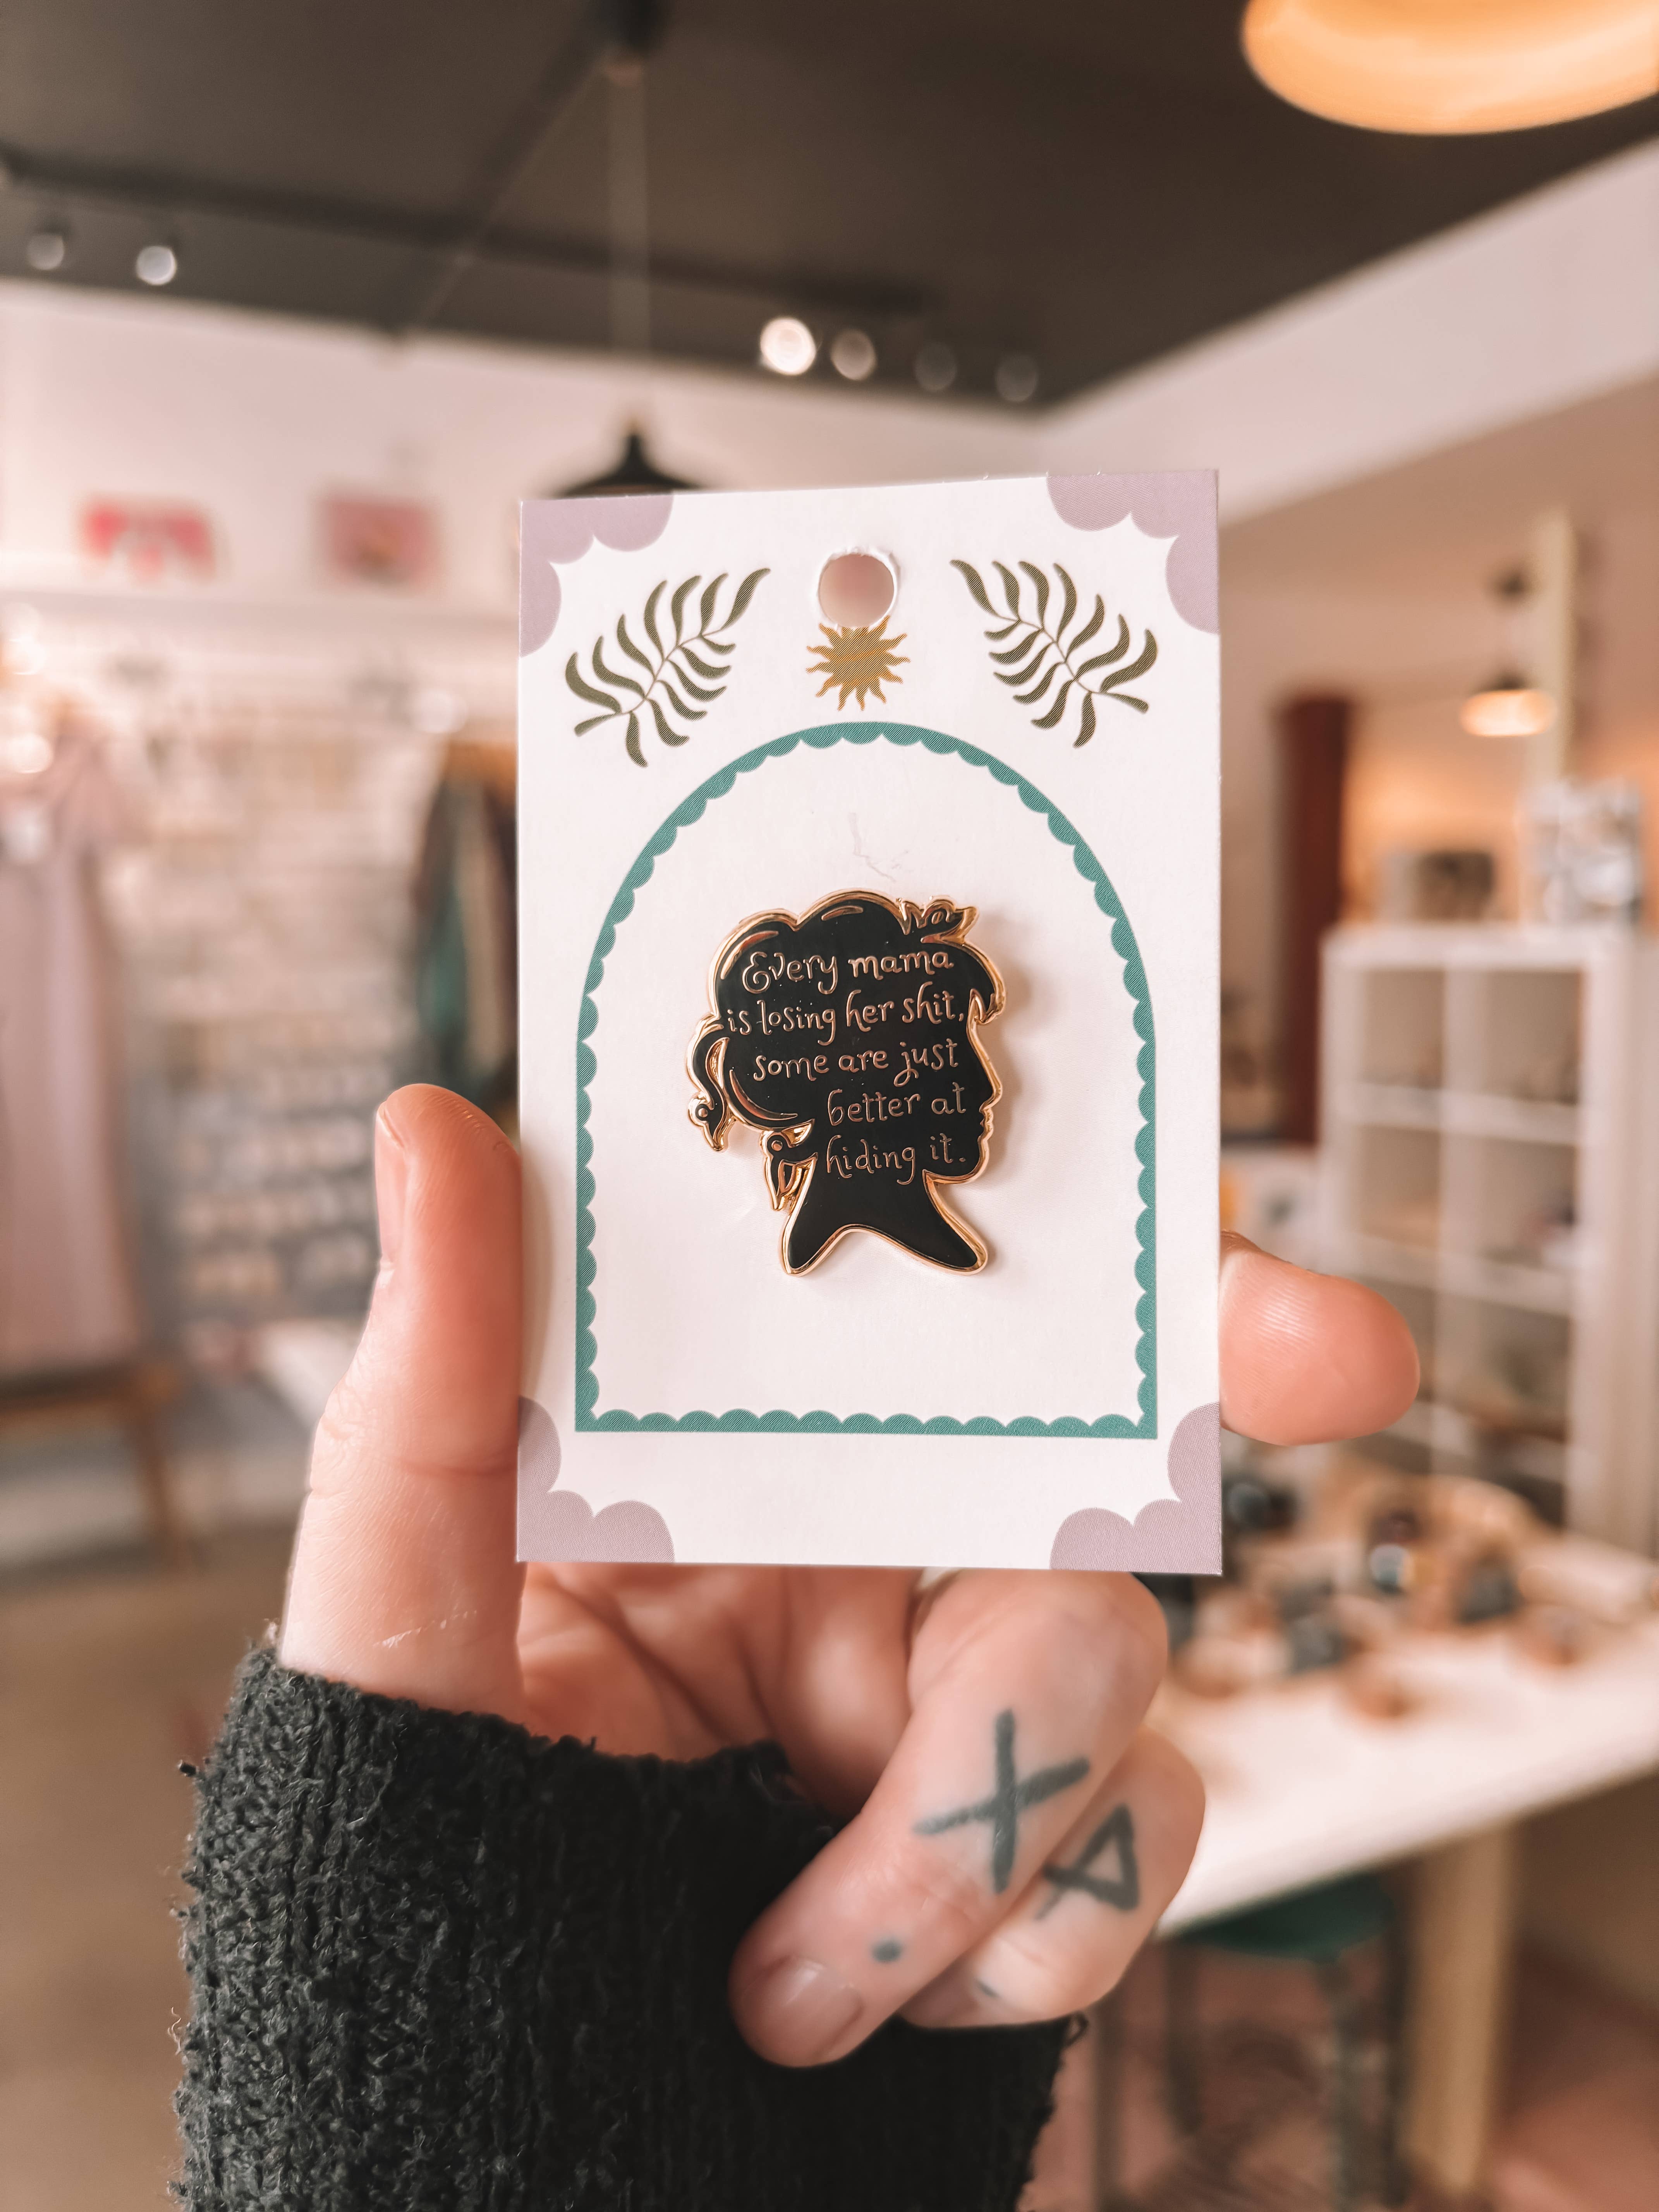 Every mama
is losing her shit,
some are just
better at
hiding it.